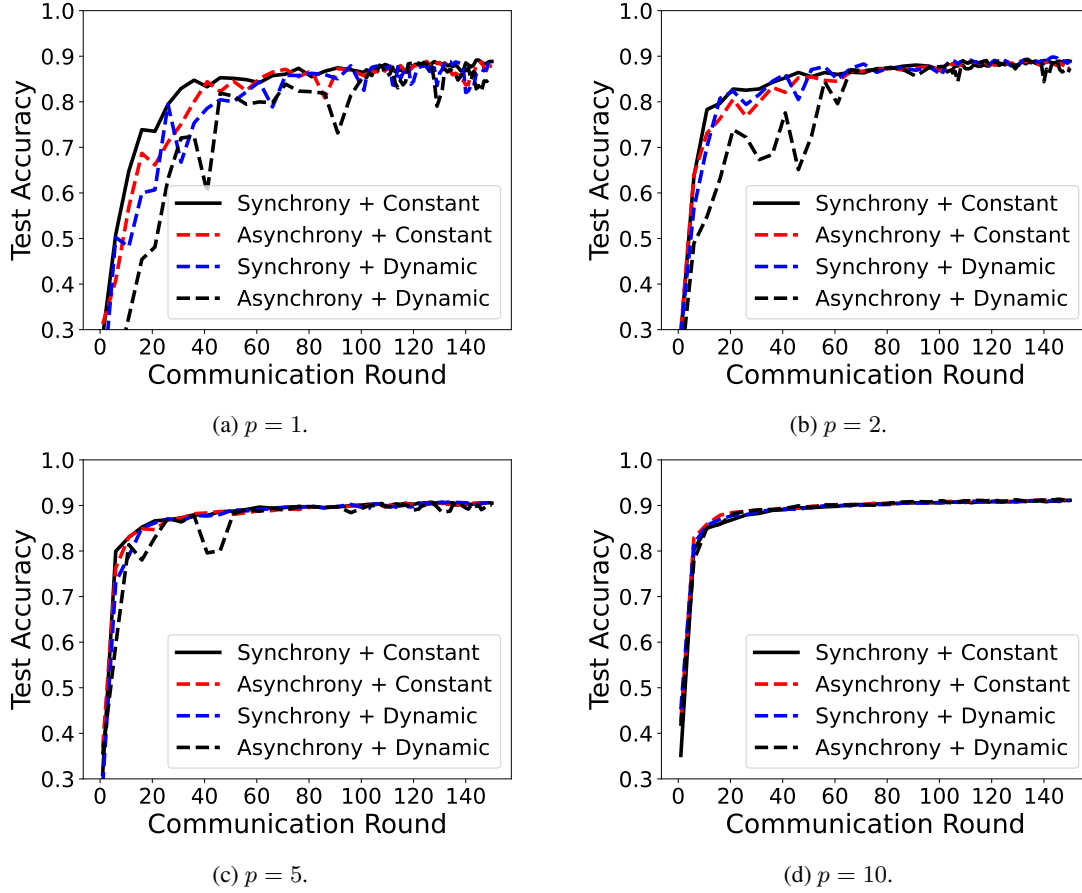 1.0
0.9
0.8
0.7
0.6
0.5
0.4
0.3
Test Accuracy
Synchrony + Constant
Asynchrony + Constant
Synchrony + Dynamic
Asynchrony + Dynamic
0 20 40 60 80 100 120 140
Communication Round
(a) p = 1.
1.0
0.9
0.8
0.7
0.6
0.5
0.4
0.3
Test Accuracy
Synchrony + Constant
Asynchrony + Constant
Synchrony + Dynamic
Asynchrony + Dynamic
0 20 40 60 80 100 120 140
Communication Round
(b) p = 2.
1.0
0.9
0.8
0.7
0.6
0.5
0.4
0.3
Test Accuracy
Synchrony + Constant
Asynchrony + Constant
Synchrony + Dynamic
Asynchrony + Dynamic
0 20 40 60 80 100 120 140
Communication Round
(c) p = 5.
1.0
0.9
0.8
0.7
0.6
0.5
0.4
0.3
Test Accuracy
Synchrony + Constant
Asynchrony + Constant
Synchrony + Dynamic
Asynchrony + Dynamic
0 20 40 60 80 100 120 140
Communication Round
(d) p = 10.